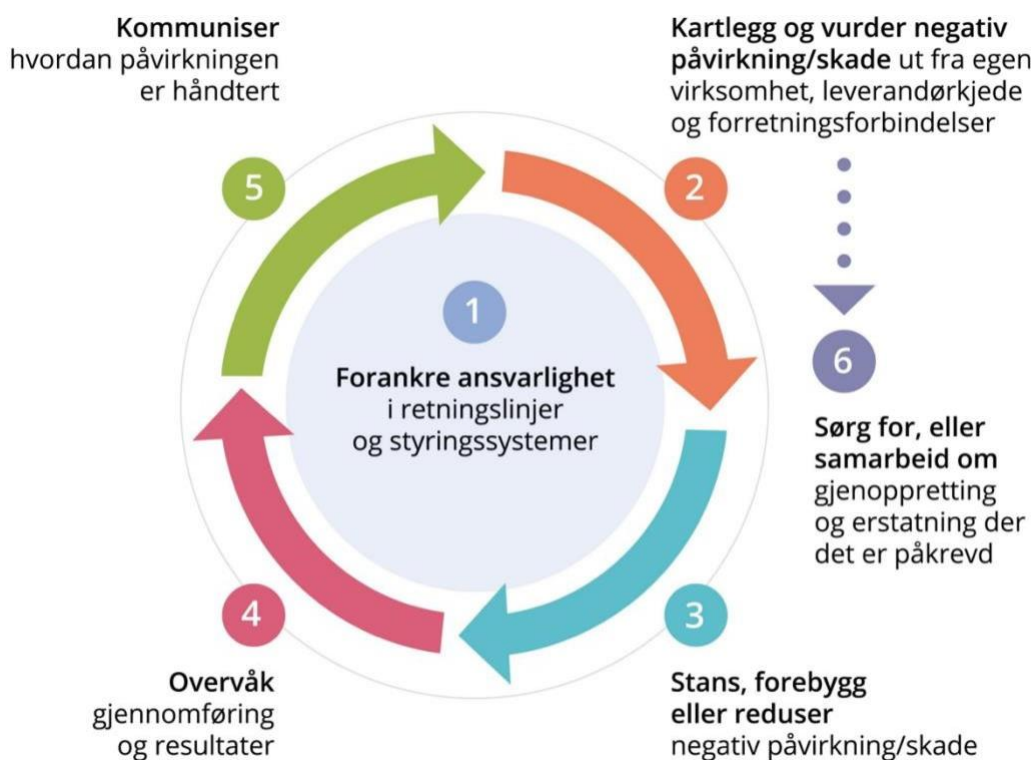 1
Forankre ansvarlighet
i retningslinjer
og styringssystemer
2
Kartlegg og vurder negativ
påvirkning/skade ut fra egen
virksomhet, leverandørkjede
og forretningsforbindelser
3
Stans, forebygg
eller reduser
negativ påvirkning/skade
4
Overvåk
gjennomføring
og resultater
5
Kommuniser
hvordan påvirkningen
er håndtert
6
Sørg for, eller
samarbeid om
gjenoppretting
og erstatning der
det er påkrevd